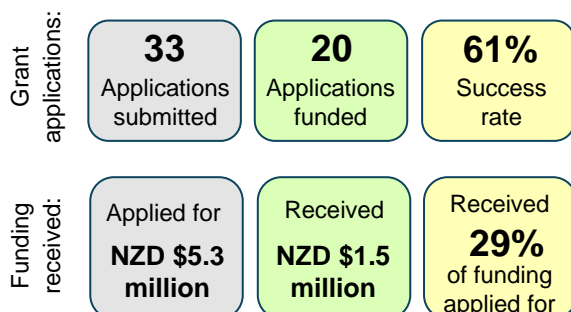 Grant
applications:
33
Applications
submitted
20
Applications
funded
61%
Success
rate
Funding
received:
Applied for
NZD $5.3
million
Received
NZD $1.5
million
Received
29%
of funding
applied for